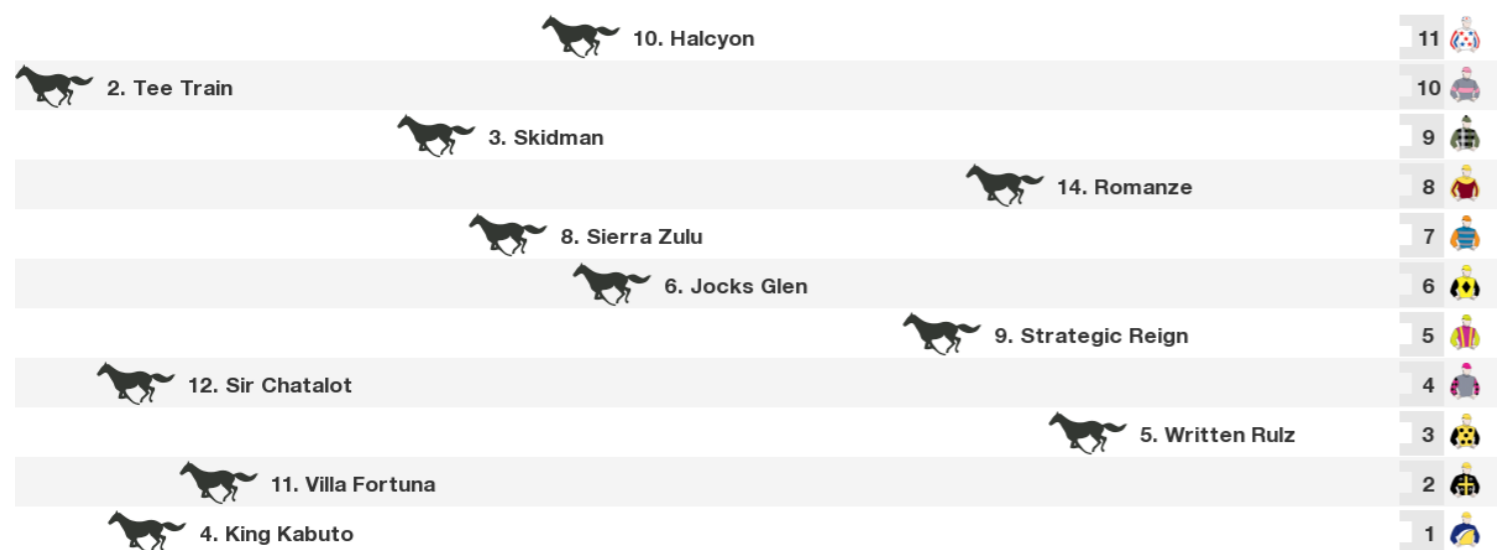 10. Halcyon 11
2. Tee Train 10
3. Skidman 9
14. Romanze 8
8. Sierra Zulu 7
6. Jocks Glen 6
9. Strategic Reign 5
12. Sir Chatalot 4
5. Written Rulz 3
11. Villa Fortuna 2
4. King Kabuto 1